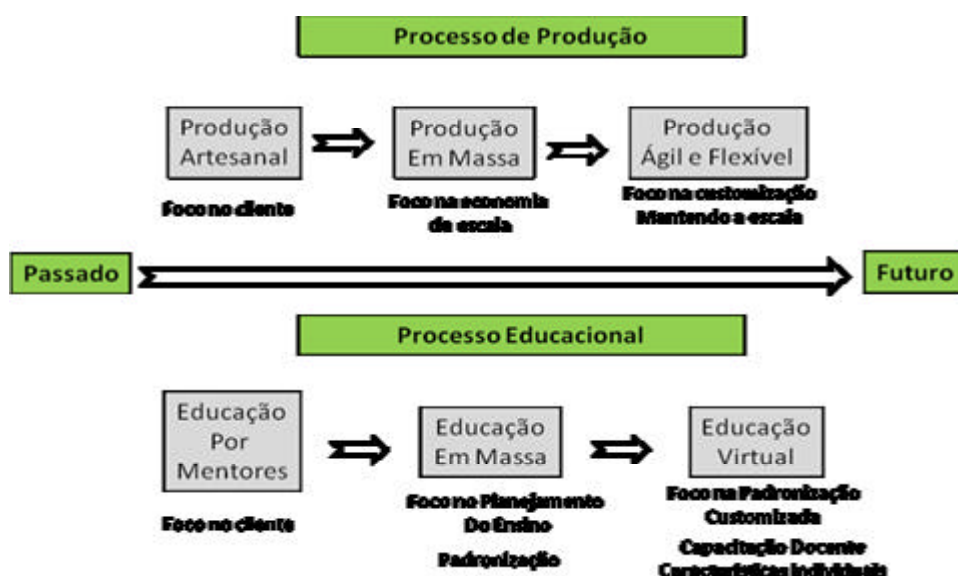 Processo de Produção
Produção
Artesanal
Foco no cliente
Produção
Em Massa
Foco na economia
de escala
Produção
Ágil e Flexível
Foco na customização
Mantendo a escala
Passado
Futuro
Processo Educacional
Educação
Por
Mentores
Foco no cliente
Educação
Em Massa
Foco no Planejamento
Do Ensino
Padronização
Educação
Virtual
Foco na Padronização
Customizada
Capacitação Docente
Características individuais